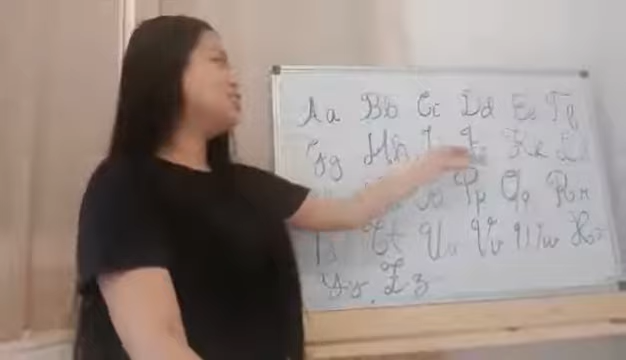 Aa Bb Cc Dd Ee Ff
Gg Hh Kk Ll
Pp Qq Rr
Tt Uu Vv Ww Xx
Yy Zz